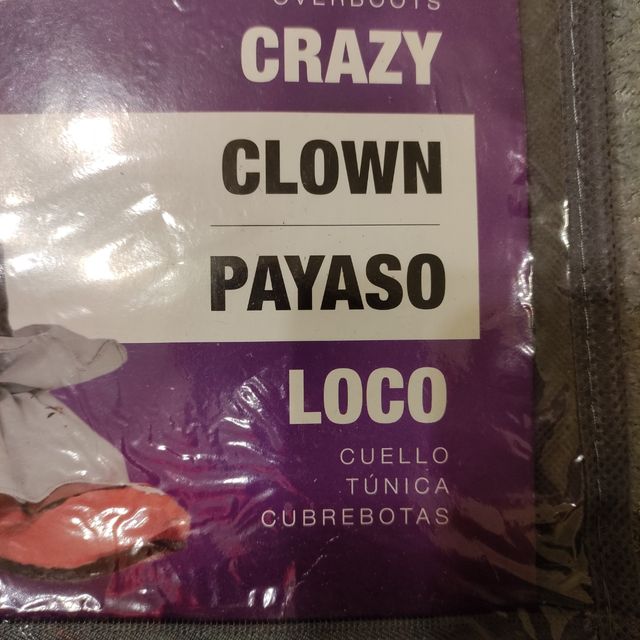 OVERBOOTS
CRAZY
CLOWN
PAYASO
LOCO
CUELLO
TÚNICA
CUBREBOTAS